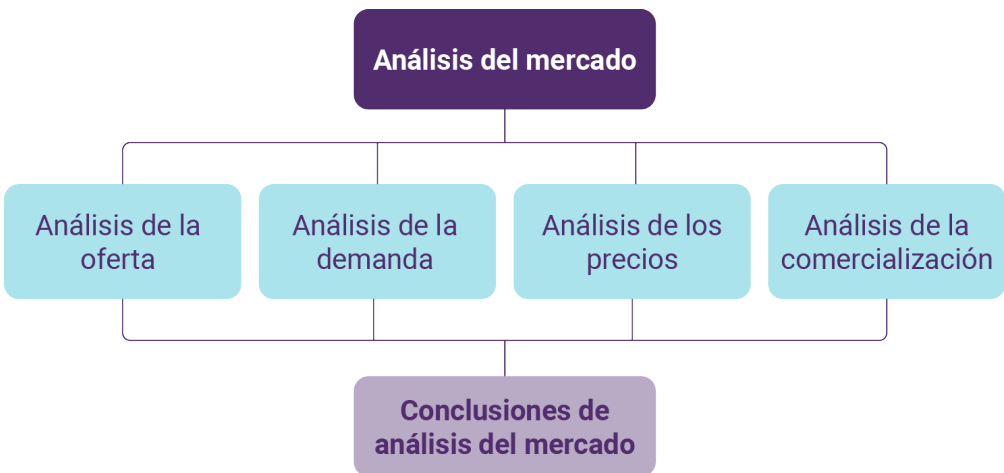 Análisis del mercado
Análisis de la
oferta
Análisis de la
demanda
Análisis de los
precios
Análisis de la
comercialización
Conclusiones de
análisis del mercado